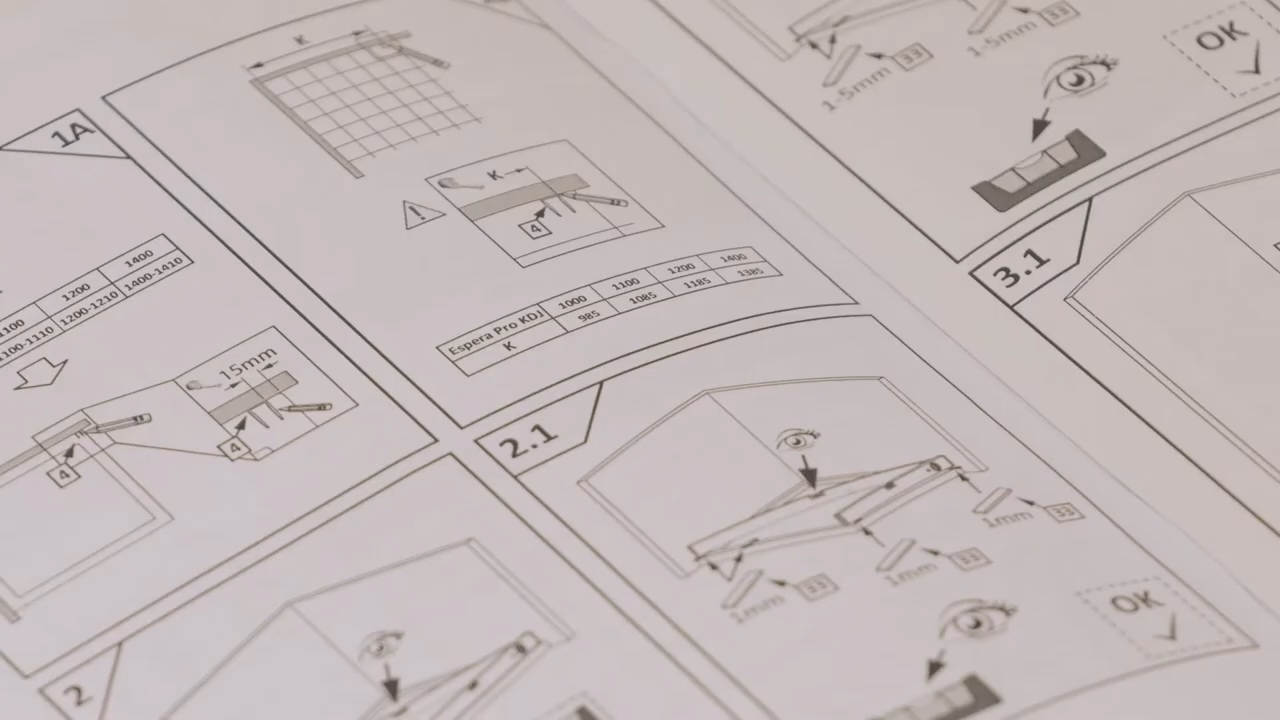 1A
1400
1200
1100
1400-1410
1200-1210
1100-1110
15mm
4
4
K
K
4
Espera Pro KDJ 1000 1100 1200 1400
K 985 1085 1185 1385
2
2.1
1mm 33
1mm 33
1mm 33
OK
1-5mm 33
1-5mm 33
OK
3.1